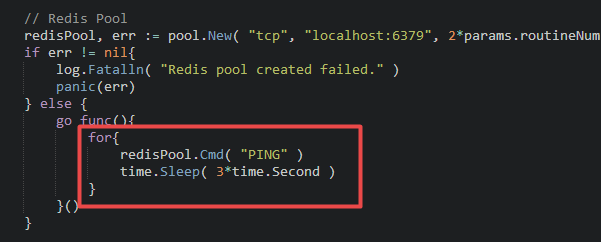 // Redis Pool
redisPool, err := pool.New( "tcp", "localhost:6379", 2*params.routineNum
if err != nil{
log.Fatalln( "Redis pool created failed." )
panic(err)
} else {
go func(){
for{
redisPool.Cmd( "PING" )
time.Sleep( 3*time.Second )
}
}()
}